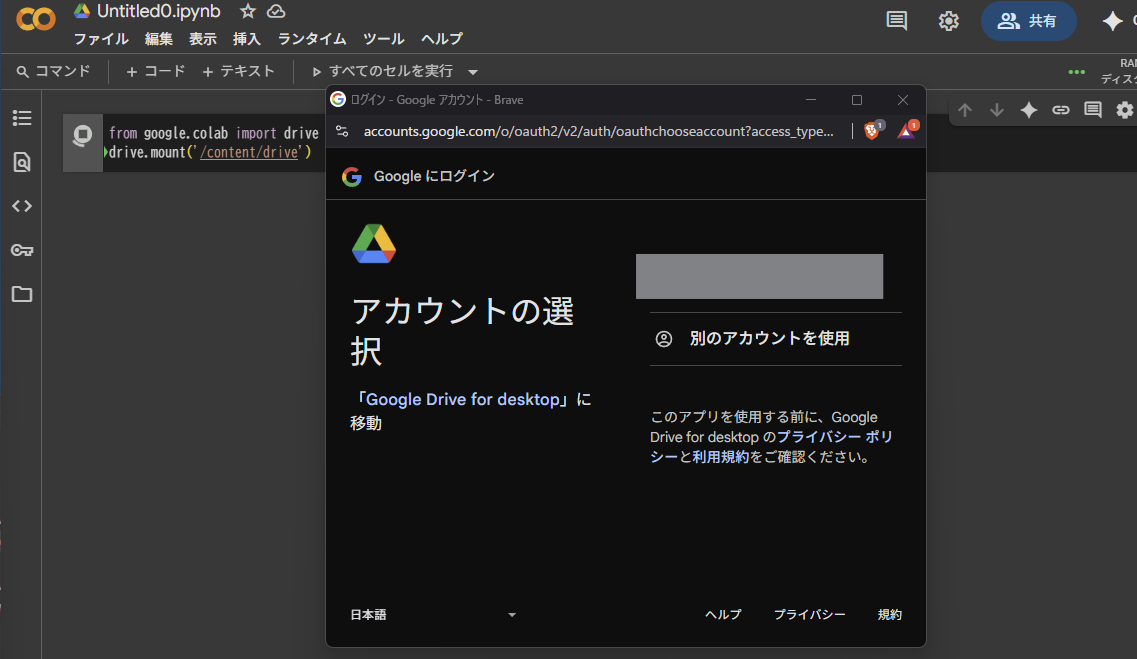 Untitled0.ipynb
ファイル 編集 表示 挿入 ランタイム ツール ヘルプ
共有
コマンド + コード + テキスト すべてのセルを実行
RAM
ディスク
from google.colab import drive
drive.mount('/content/drive')
ログイン - Google アカウント - Brave
accounts.google.com/o/oauth2/v2/auth/oauthchooseaccount?access_type...
1
1
Google にログイン
アカウントの選
択
「Google Drive for desktop」に
移動
別のアカウントを使用
このアプリを使用する前に、Google
Drive for desktop のプライバシー ポリ
シーと利用規約をご確認ください。
日本語
ヘルプ プライバシー 規約